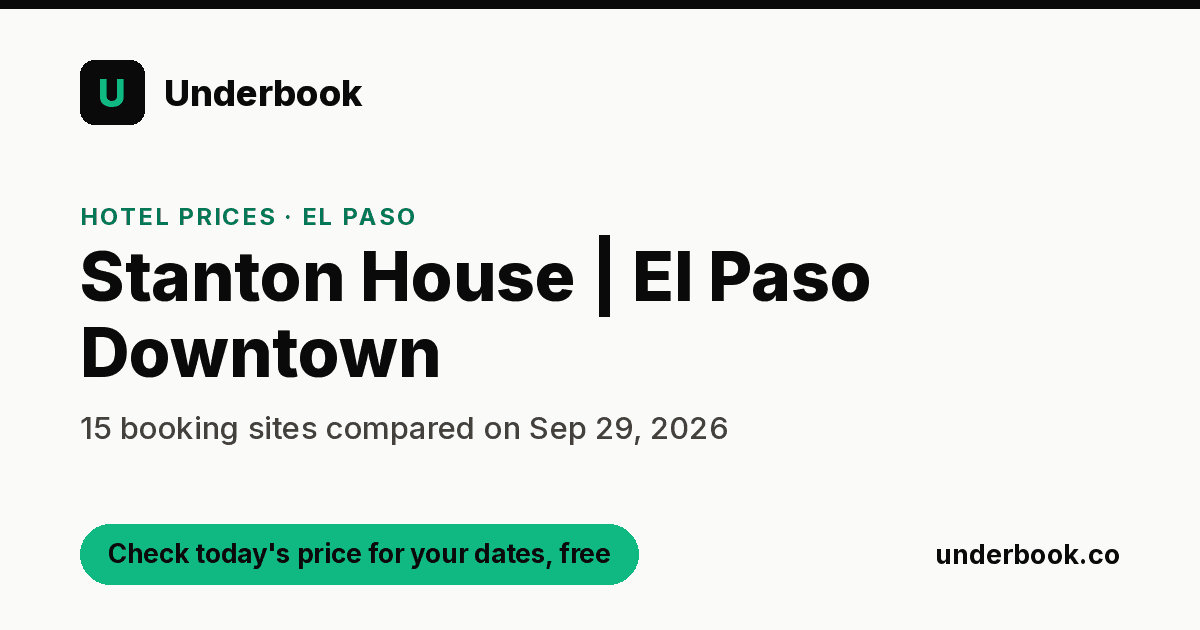 U Underbook
HOTEL PRICES · EL PASO
Stanton House | El Paso
Downtown
15 booking sites compared on Sep 29, 2026
Check today's price for your dates, free
underbook.co